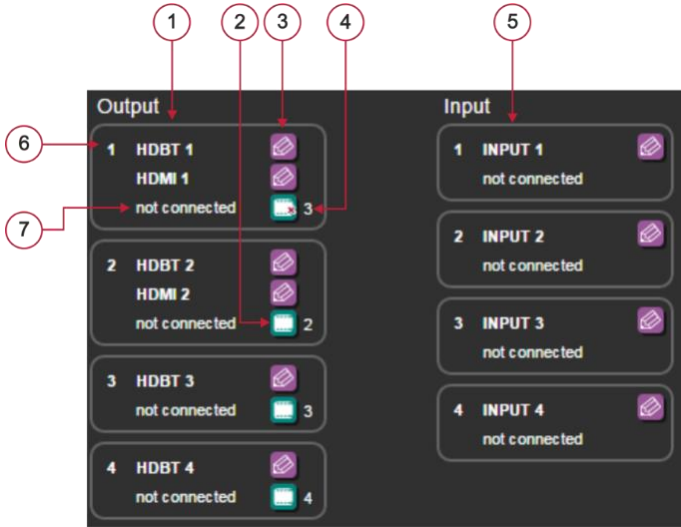 1 2 3 4 5
Output
Input
6
1 HDBT 1
HDMI 1
not connected 3
7
2 HDBT 2
HDMI 2
not connected 2
3 HDBT 3
not connected 3
4 HDBT 4
not connected 4
1 INPUT 1
not connected
2 INPUT 2
not connected
3 INPUT 3
not connected
4 INPUT 4
not connected